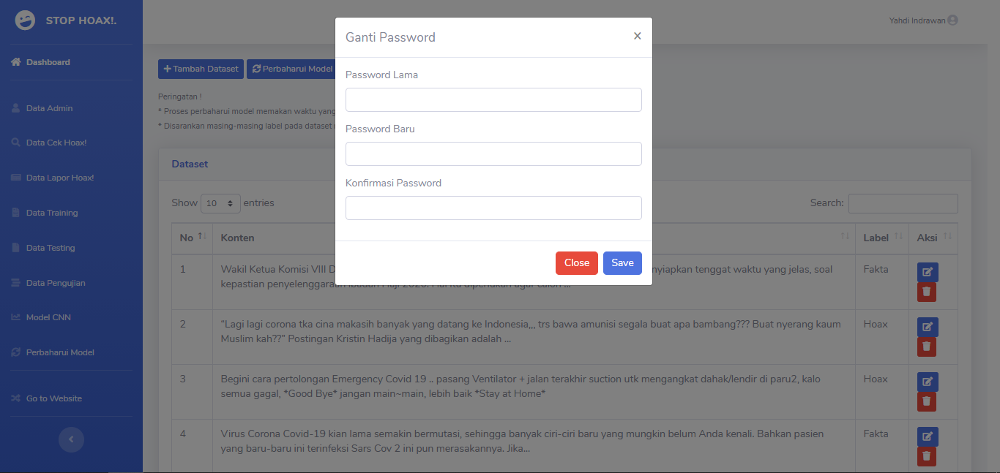 STOP HOAX!.
Dashboard
Data Admin
Data Cek Hoax!
Data Lapor Hoax!
Data Training
Data Testing
Data Pengujian
Model CNN
Perbaharui Model
Go to Website
Yahdi Indrawan
Ganti Password
×
Password Lama
Password Baru
Konfirmasi Password
Close Save
Tambah Dataset Perbaharui Model
Peringatan !
* Proses perbaharui model memakan waktu yang
* Disarankan masing-masing label pada dataset
Dataset
Show 10 entries Search:
No Konten Label Aksi
1 Wakil Ketua Komisi VIII nyiapkan tenggat waktu yang jelas, soal Fakta
kepastian penyelenggaraan Ibadah Haji 2020. Hal itu diperlukan agar calon ...
2 “Lagi lagi corona tka cina makasih banyak yang datang ke Indonesia,,, trs bawa amunisi segala buat apa bambang??? Buat nyerang kaum Hoax
Muslim kah??” Postingan Kristin Hadija yang dibagikan adalah ...
3 Begini cara pertolongan Emergency Covid 19 .. pasang Ventilator + jalan terakhir suction utk mengangkat dahak/lendir di paru2, kalo Hoax
semua gagal, *Good Bye* jangan main~main, lebih baik *Stay at Home*
4 Virus Corona Covid-19 kian lama semakin bermutasi, sehingga banyak ciri-ciri baru yang mungkin belum Anda kenali. Bahkan pasien Fakta
yang baru-baru ini terinfeksi Sars Cov 2 ini pun merasakannya. Jika...